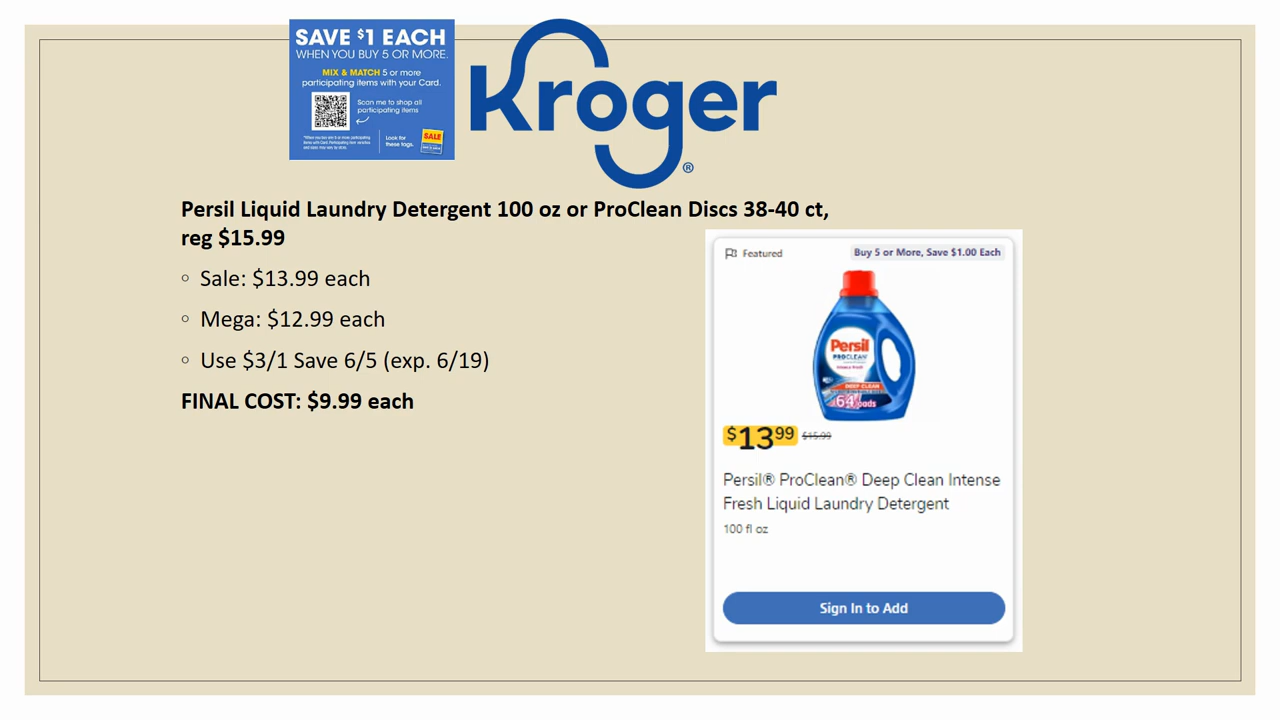 SAVE $1 EACH
WHEN YOU BUY 5 OR MORE.
MIX & MATCH 5 or more
participating items with your Card.
Scan me to shop all
participating items
Look for
these tags.
SALE
Kroger®
Persil Liquid Laundry Detergent 100 oz or ProClean Discs 38-40 ct,
reg $15.99
◦ Sale: $13.99 each
◦ Mega: $12.99 each
◦ Use $3/1 Save 6/5 (exp. 6/19)
FINAL COST: $9.99 each
Featured
Buy 5 or More, Save $1.00 Each
Persil
PROCLEAN
DEEP CLEAN
64 loads
$13.99 $15.99
Persil® ProClean® Deep Clean Intense
Fresh Liquid Laundry Detergent
100 fl oz
Sign In to Add